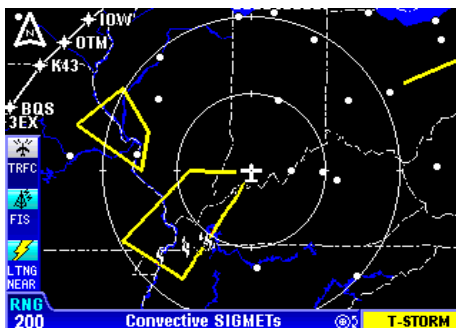 N
IOW
OTM
K43
BQS
3EX
TRFC
FIS
LTNG
NEAR
RNG
200
Convective SIGMETs
T-STORM